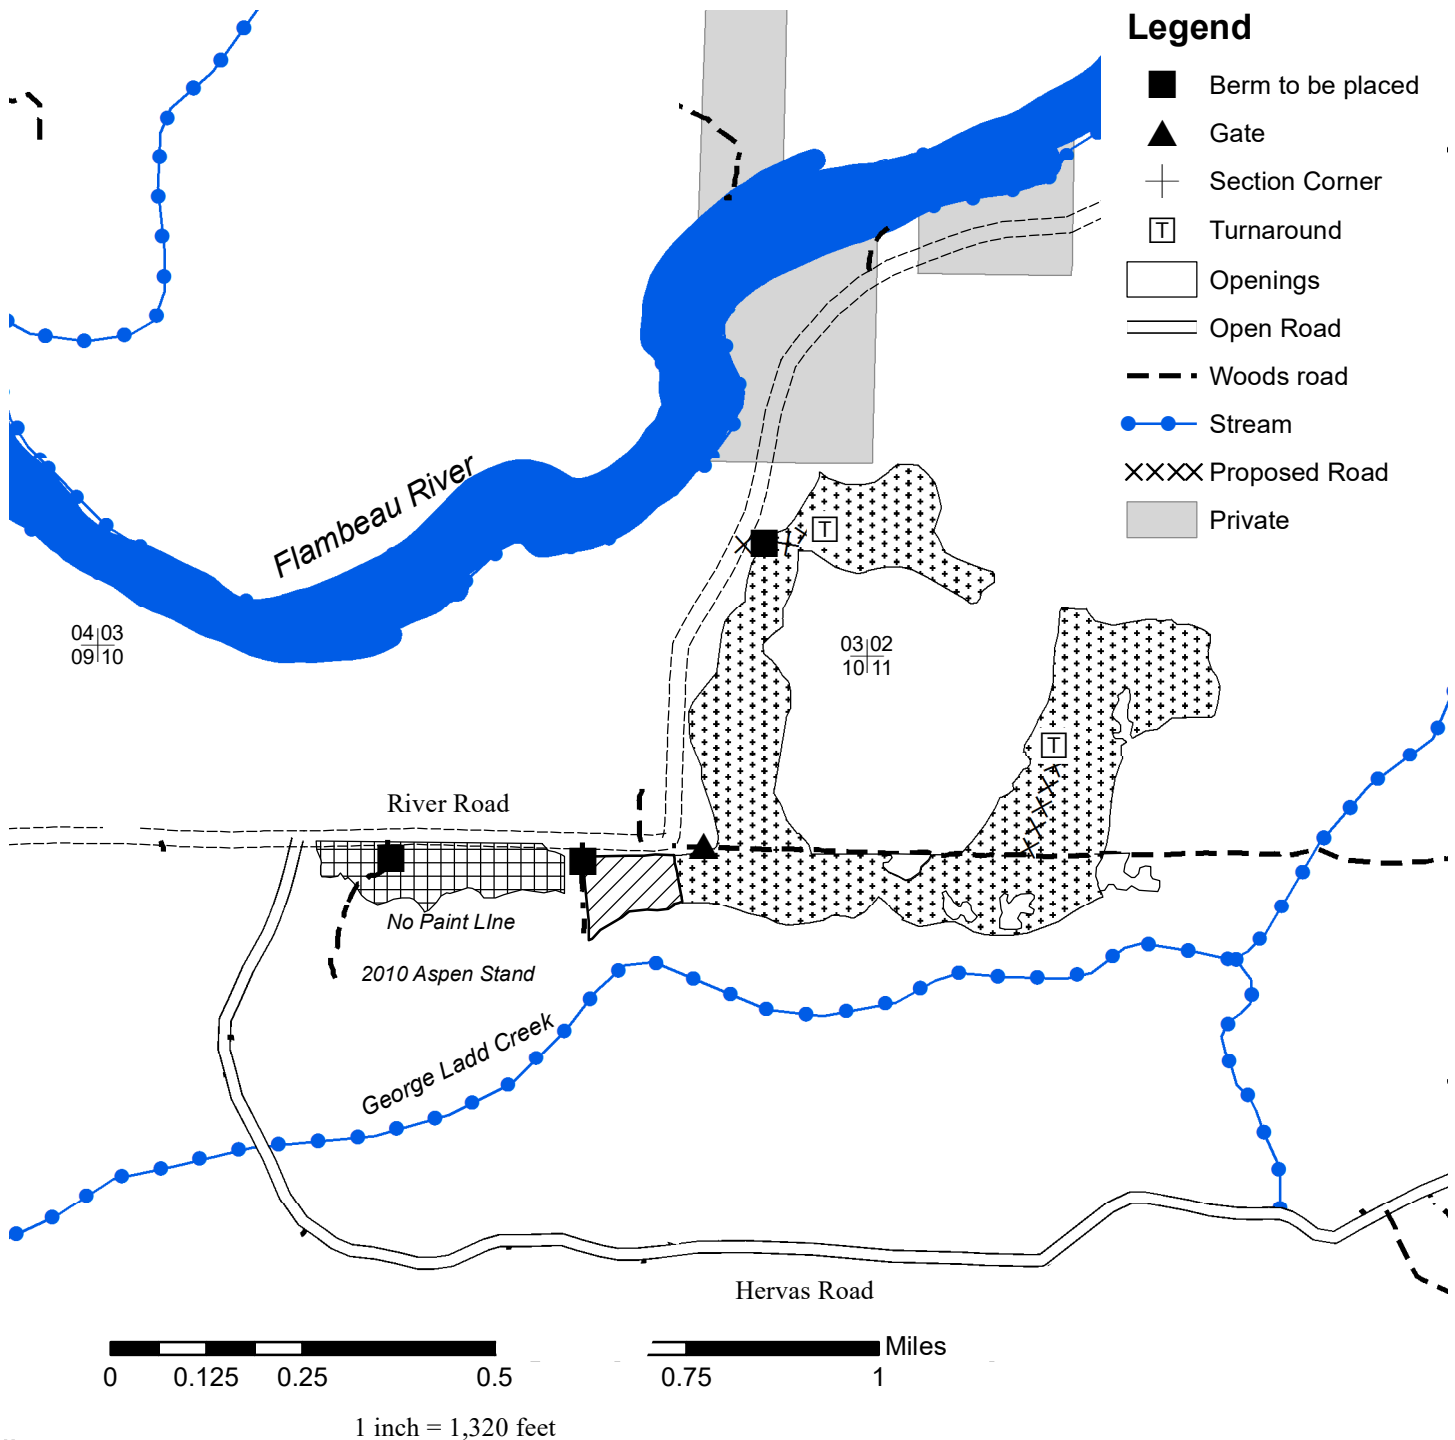 Legend
Berm to be placed
Gate
Section Corner
T Turnaround
Openings
Open Road
Woods road
Stream
Proposed Road
Private
Flambeau River
T
04 03
09 10
03 02
10 11
T
River Road
No Paint LIne
2010 Aspen Stand
George Ladd Creek
Hervas Road
Miles
0 0.125 0.25 0.5 0.75 1
1 inch = 1,320 feet